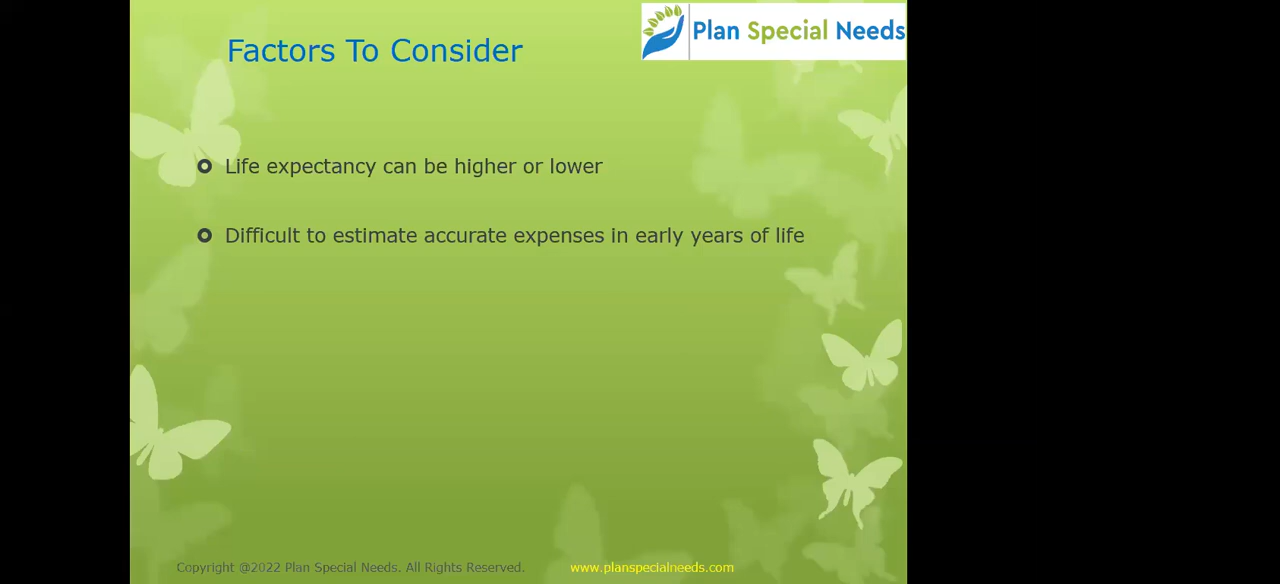 Plan Special Needs
Factors To Consider
Life expectancy can be higher or lower
Difficult to estimate accurate expenses in early years of life
Copyright @2022 Plan Special Needs. All Rights Reserved.
www.planspecialneeds.com